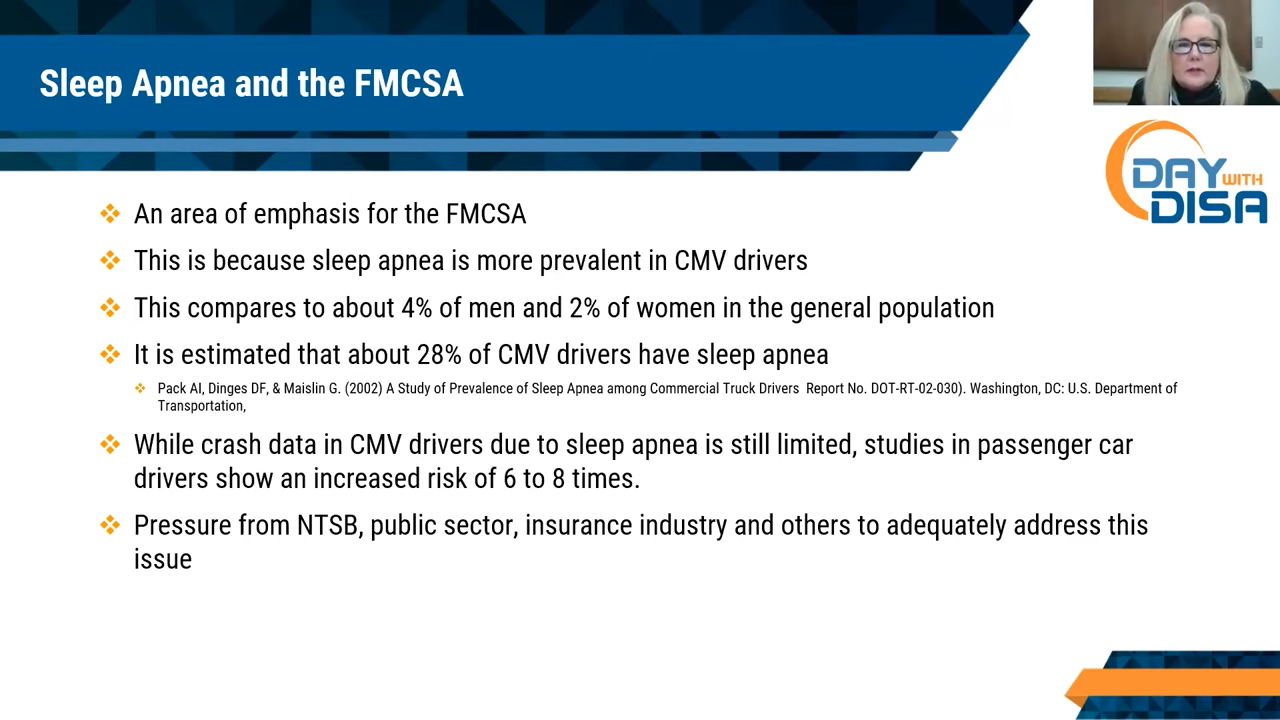 Sleep Apnea and the FMCSA
DAY WITH
DISA
An area of emphasis for the FMCSA
This is because sleep apnea is more prevalent in CMV drivers
This compares to about 4% of men and 2% of women in the general population
It is estimated that about 28% of CMV drivers have sleep apnea
Pack AI, Dinges DF, & Maislin G. (2002) A Study of Prevalence of Sleep Apnea among Commercial Truck Drivers Report No. DOT-RT-02-030). Washington, DC: U.S. Department of
Transportation,
While crash data in CMV drivers due to sleep apnea is still limited, studies in passenger car
drivers show an increased risk of 6 to 8 times.
Pressure from NTSB, public sector, insurance industry and others to adequately address this
issue